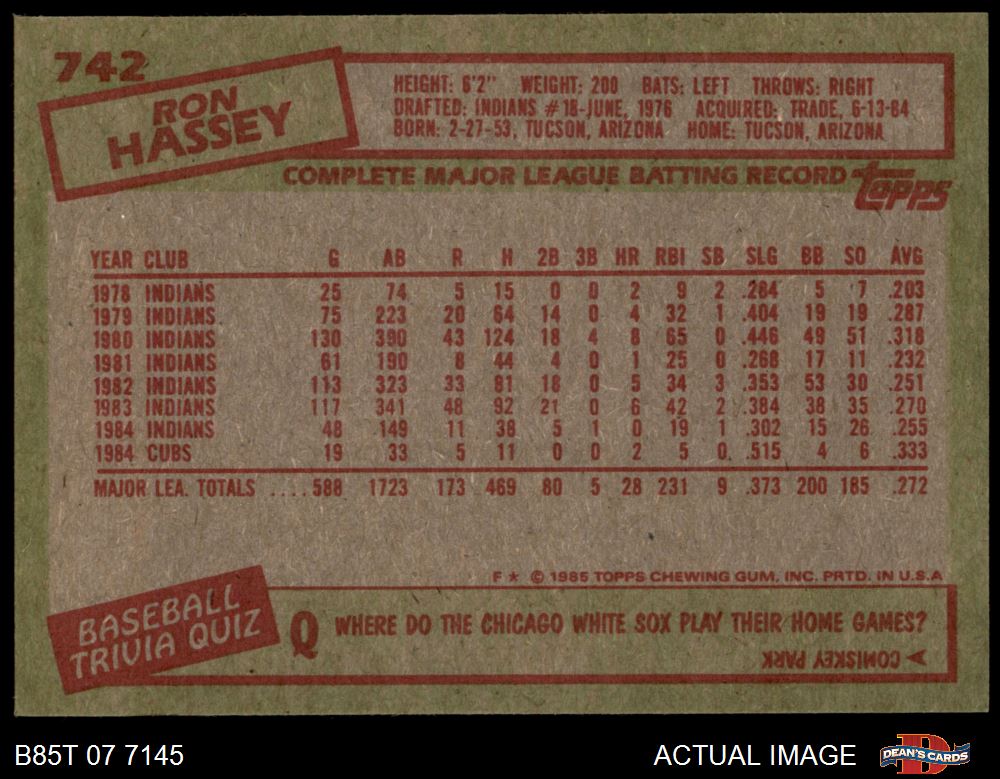 742
RON
HASSEY
HEIGHT: 6'2" WEIGHT: 200 BATS: LEFT THROWS: RIGHT
DRAFTED: INDIANS #18-JUNE, 1976 ACQUIRED: TRADE, 6-13-84
BORN: 2-27-53, TUCSON, ARIZONA HOME: TUCSON, ARIZONA
COMPLETE MAJOR LEAGUE BATTING RECORD topps
YEAR CLUB G AB R H 2B 3B HR RBI SB SLG BB SO AVG
1978 INDIANS 25 74 5 15 0 0 2 9 2 .284 5 7 .203
1979 INDIANS 75 223 20 64 14 0 4 32 1 .404 19 19 .287
1980 INDIANS 130 390 43 124 18 4 8 65 0 .446 49 51 .318
1981 INDIANS 61 190 8 44 4 0 1 25 0 .268 17 11 .232
1982 INDIANS 113 323 33 81 18 0 5 34 3 .353 53 30 .251
1983 INDIANS 117 341 48 92 21 0 6 42 2 .384 38 35 .270
1984 INDIANS 48 149 11 38 5 1 0 19 1 .302 15 26 .255
1984 CUBS 19 33 5 11 0 0 2 5 0 .515 4 6 .333
MAJOR LEA. TOTALS ....588 1723 173 469 80 5 28 231 9 .373 200 185 .272
F★ © 1985 TOPPS CHEWING GUM, INC. PRTD. IN U.S.A
BASEBALL
TRIVIA QUIZ
Q WHERE DO THE CHICAGO WHITE SOX PLAY THEIR HOME GAMES?
COMISKEY PARK
B85T 07 7145 ACTUAL IMAGE D DEAN'S CARDS